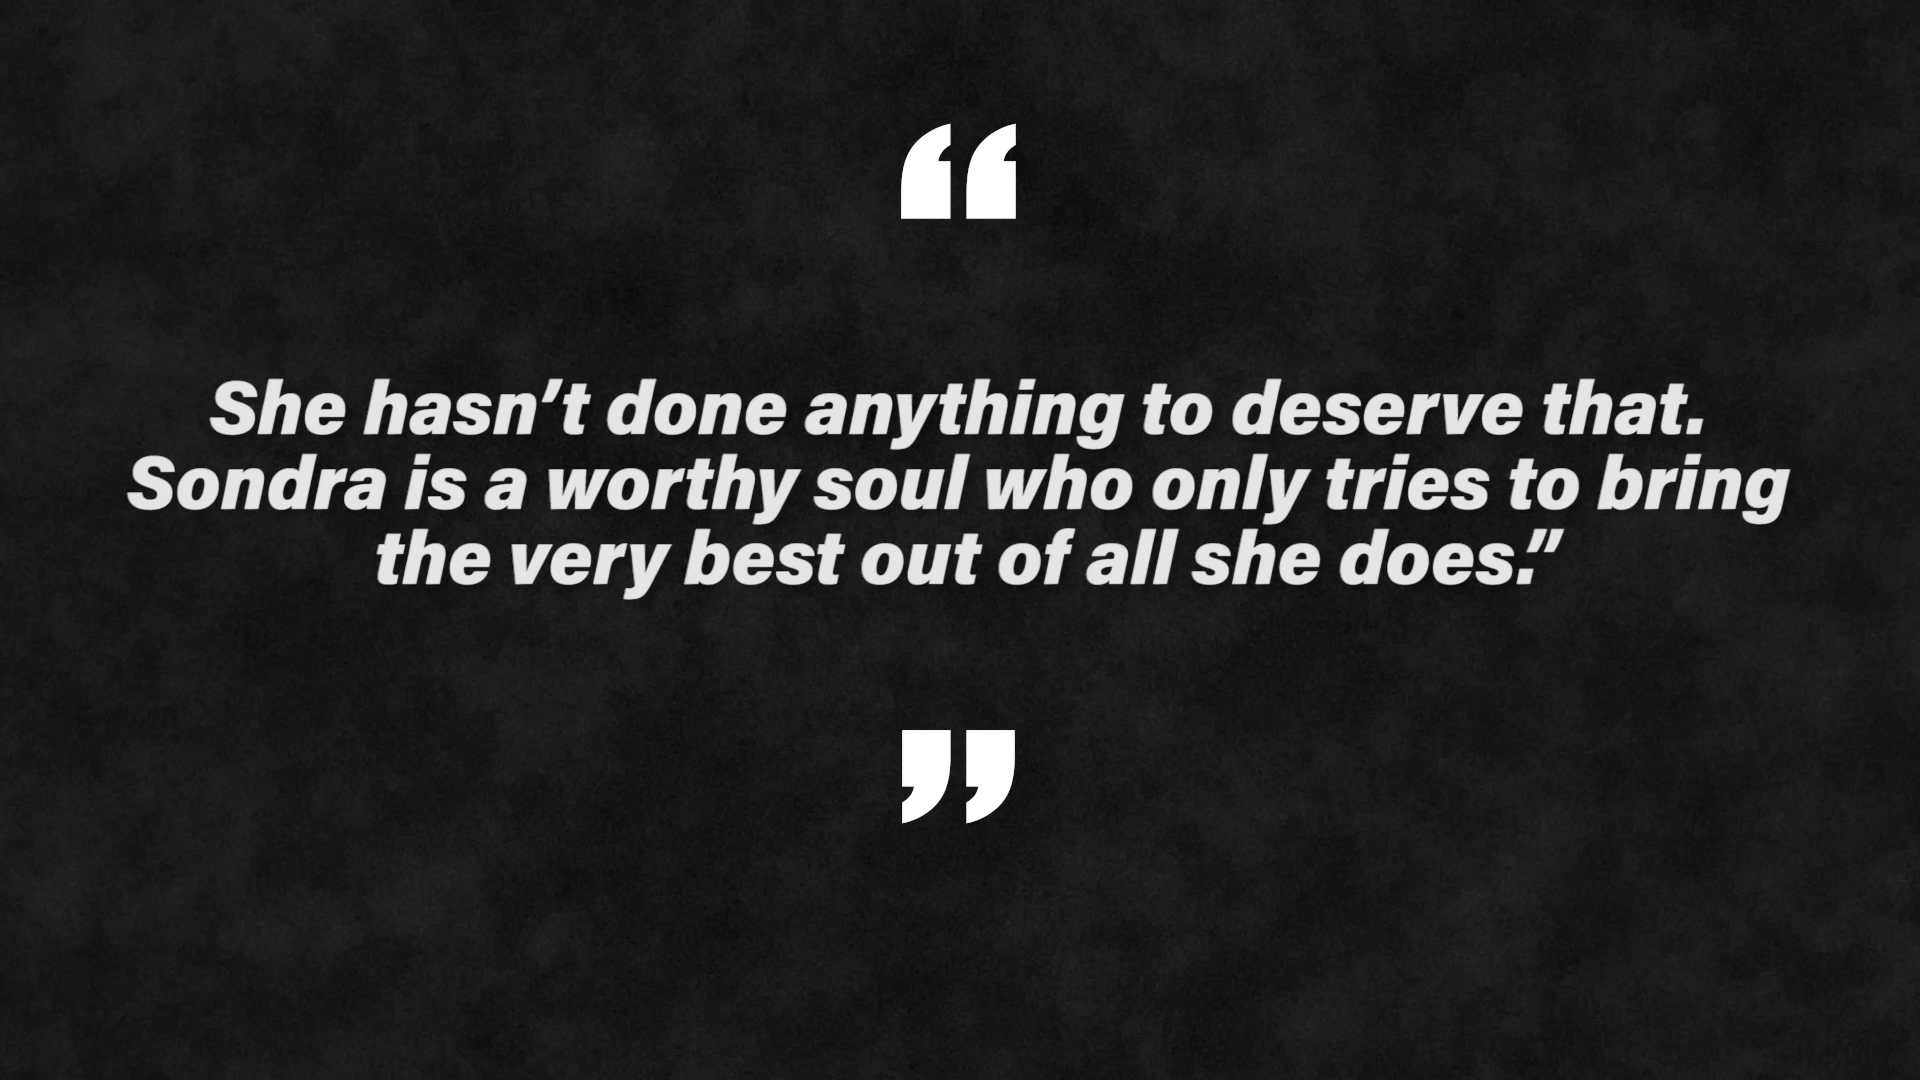 “
She hasn’t done anything to deserve that.
Sondra is a worthy soul who only tries to bring
the very best out of all she does.”
”